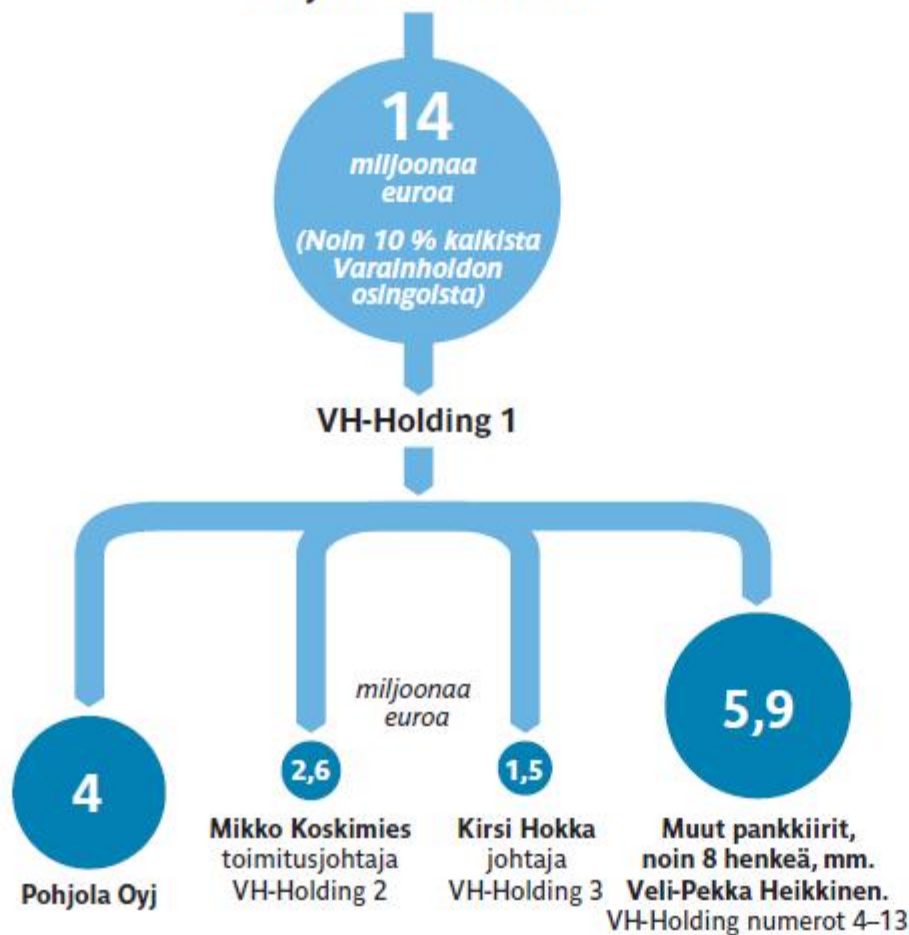 14
miljoonaa
euroa
(Noin 10 % kaikista
Varainhoidon
osingoista)
VH-Holding 1
miljoonaa
euroa
4
Pohjola Oyj
2,6
Mikko Koskimies
toimitusjohtaja
VH-Holding 2
1,5
Kirsi Hokka
johtaja
VH-Holding 3
5,9
Muut pankkiirit,
noin 8 henkeä, mm.
Veli-Pekka Heikkinen.
VH-Holding numerot 4–13